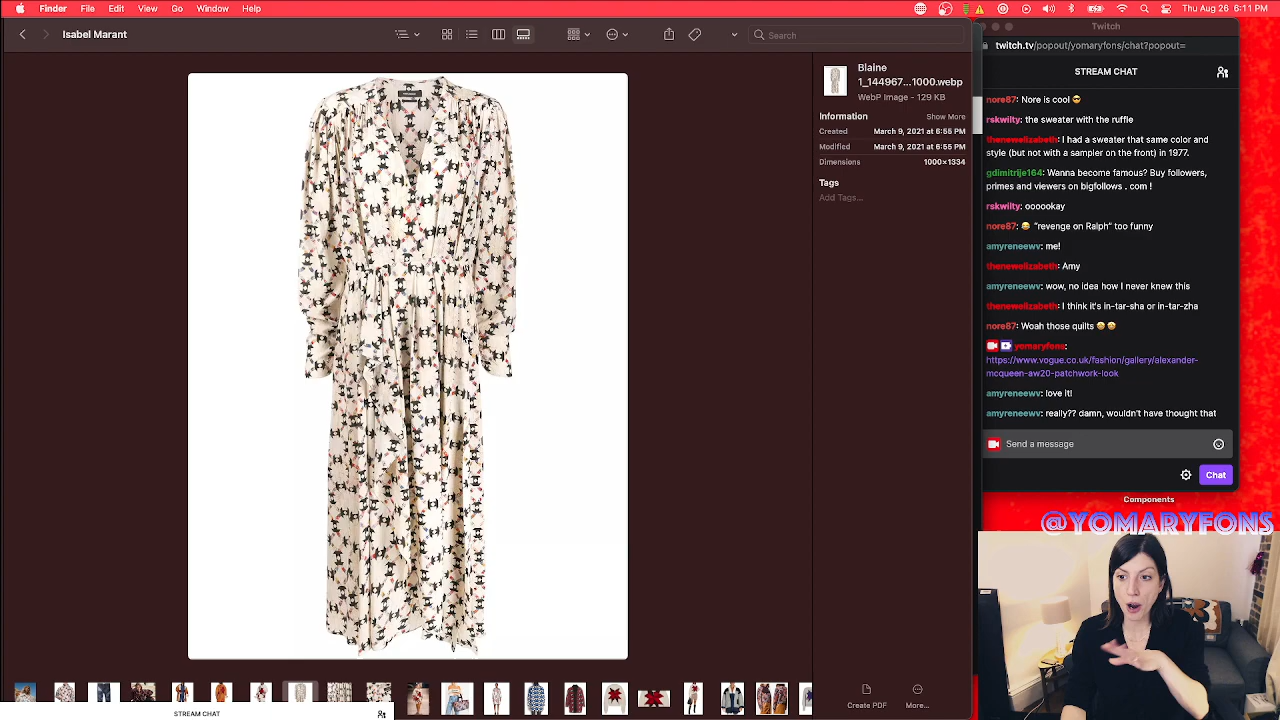 Finder File Edit View Go Window Help
Thu Aug 26 6:11 PM
Isabel Marant
Search
Blaine
1_144967...1000.webp
WebP Image - 129 KB
Information Show More
Created March 9, 2021 at 6:55 PM
Modified March 9, 2021 at 6:55 PM
Dimensions 1000×1334
Tags
Add Tags...
Create PDF More...
STREAM CHAT
Twitch
twitch.tv/popout/yomaryfons/chat?popout=
STREAM CHAT
nore87: Nore is cool 😎
rskwilty: the sweater with the ruffle
thenewelizabeth: I had a sweater that same color and
style (but not with a sampler on the front) in 1977.
gdimitrije164: Wanna become famous? Buy followers,
primes and viewers on bigfollows . com !
rskwilty: oooookay
nore87: 😂 “revenge on Ralph” too funny
amyreneewv: me!
thenewelizabeth: Amy
amyreneewv: wow, no idea how I never knew this
thenewelizabeth: I think it's in-tar-sha or in-tar-zha
nore87: Woah those quilts 🤩 🤩
yomaryfons:
https://www.vogue.co.uk/fashion/gallery/alexander-
mcqueen-aw20-patchwork-look
amyreneewv: love it!
amyreneewv: really?? damn, wouldn't have thought that
Send a message
Chat
Components
@YOMARYFONS